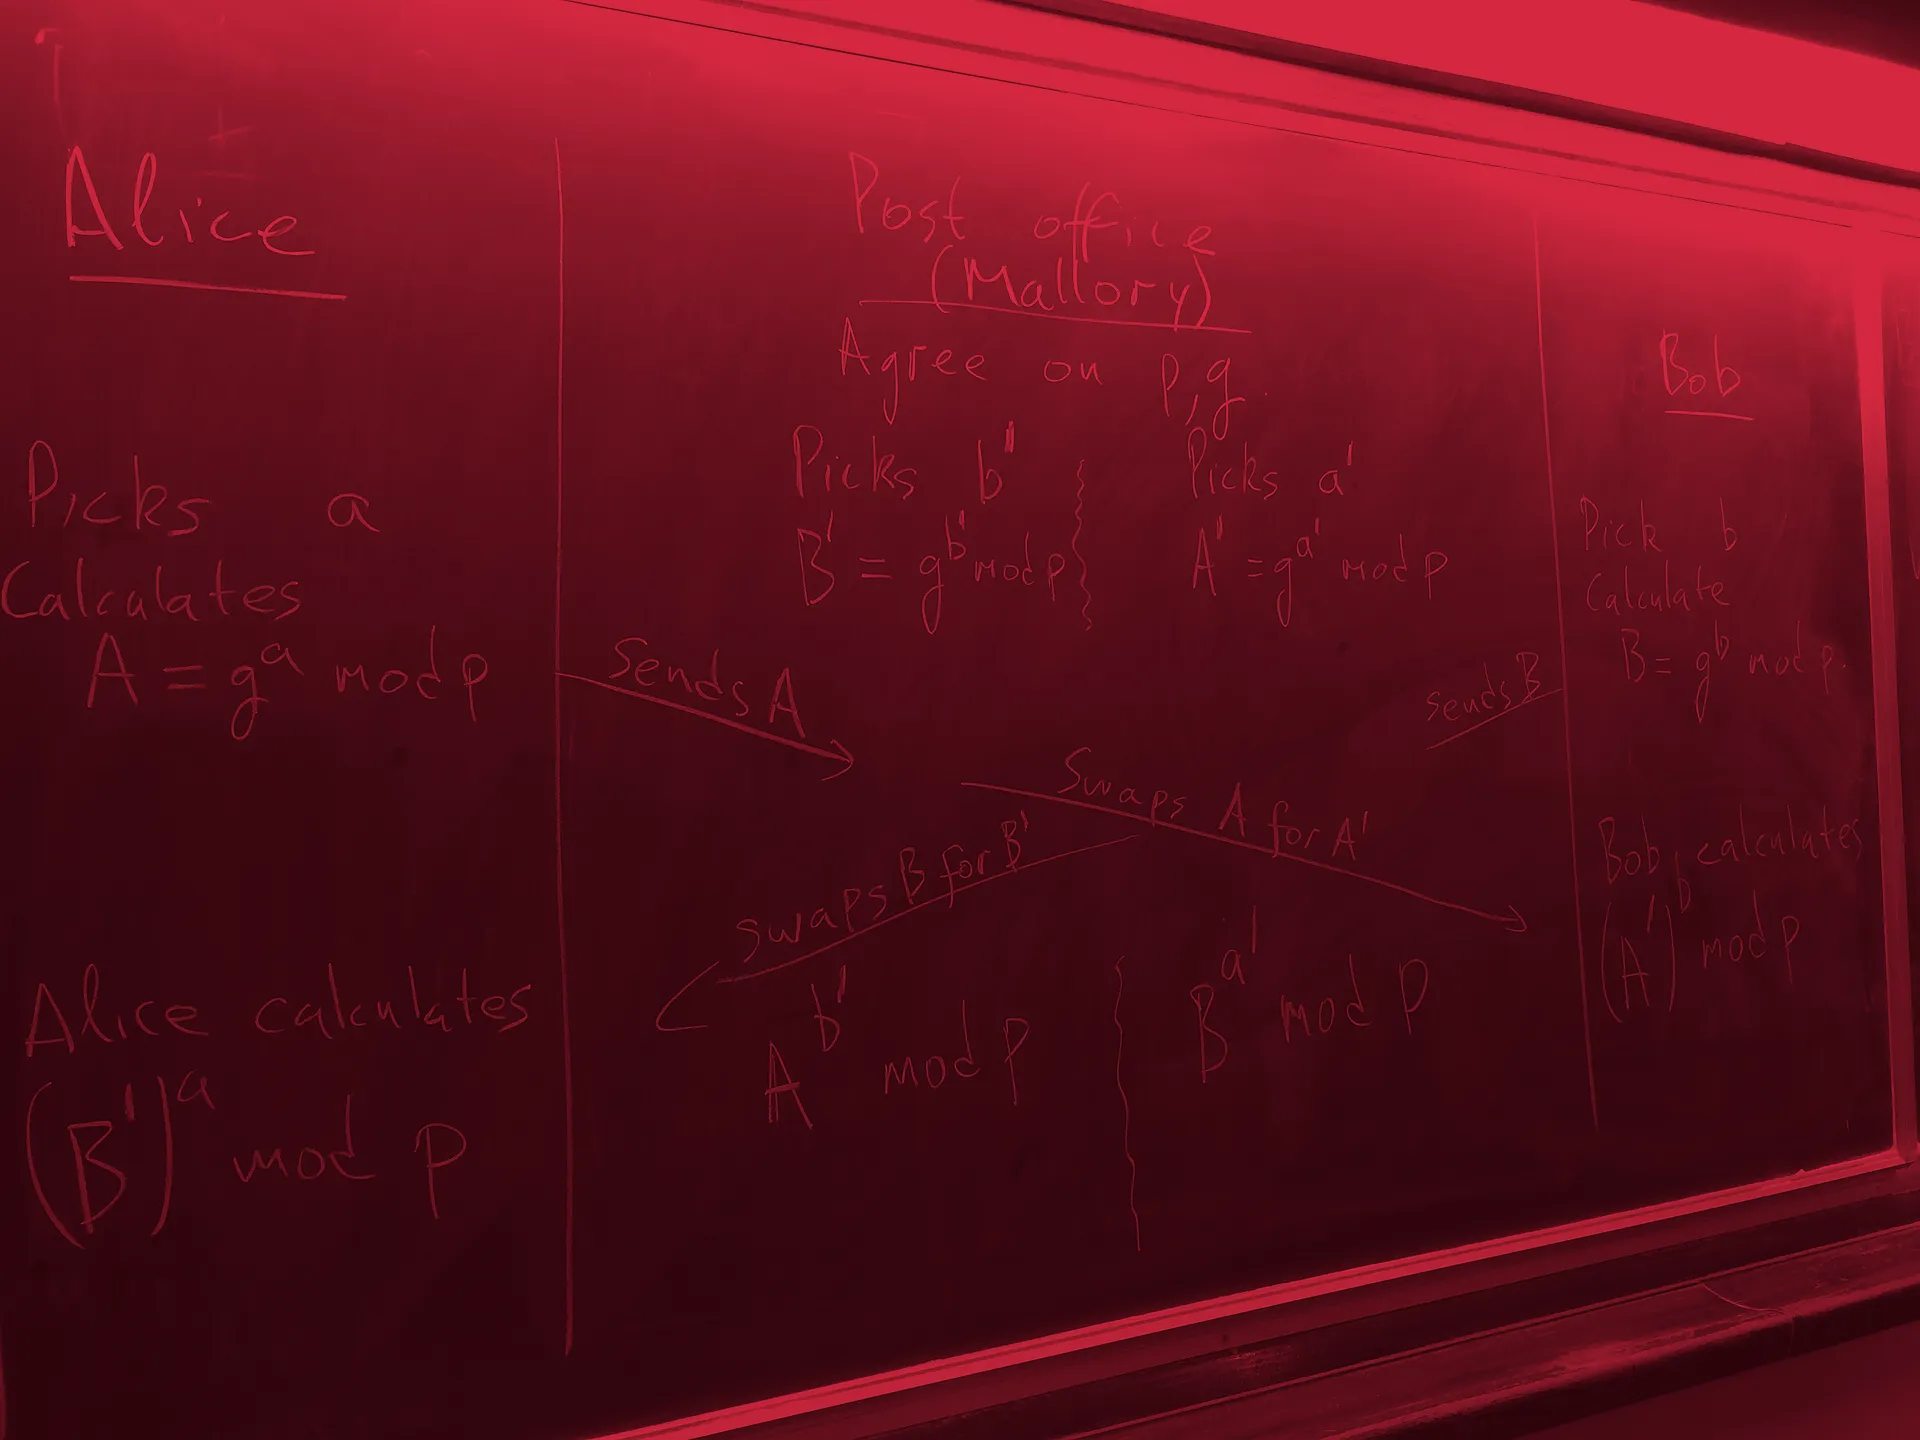 Alice
Picks a
Calculates
A = g^a mod p
Alice calculates
(B')^a mod p
Post office
(Mallory)
Agree on p, g.
Picks b'
B' = g^b' mod p
Picks a'
A' = g^a' mod p
Sends A
sends B
Swaps A for A'
swaps B for B'
A^b' mod p
B^a' mod p
Bob
Pick b
Calculate
B = g^b mod p.
Bob calculates
(A')^b mod p